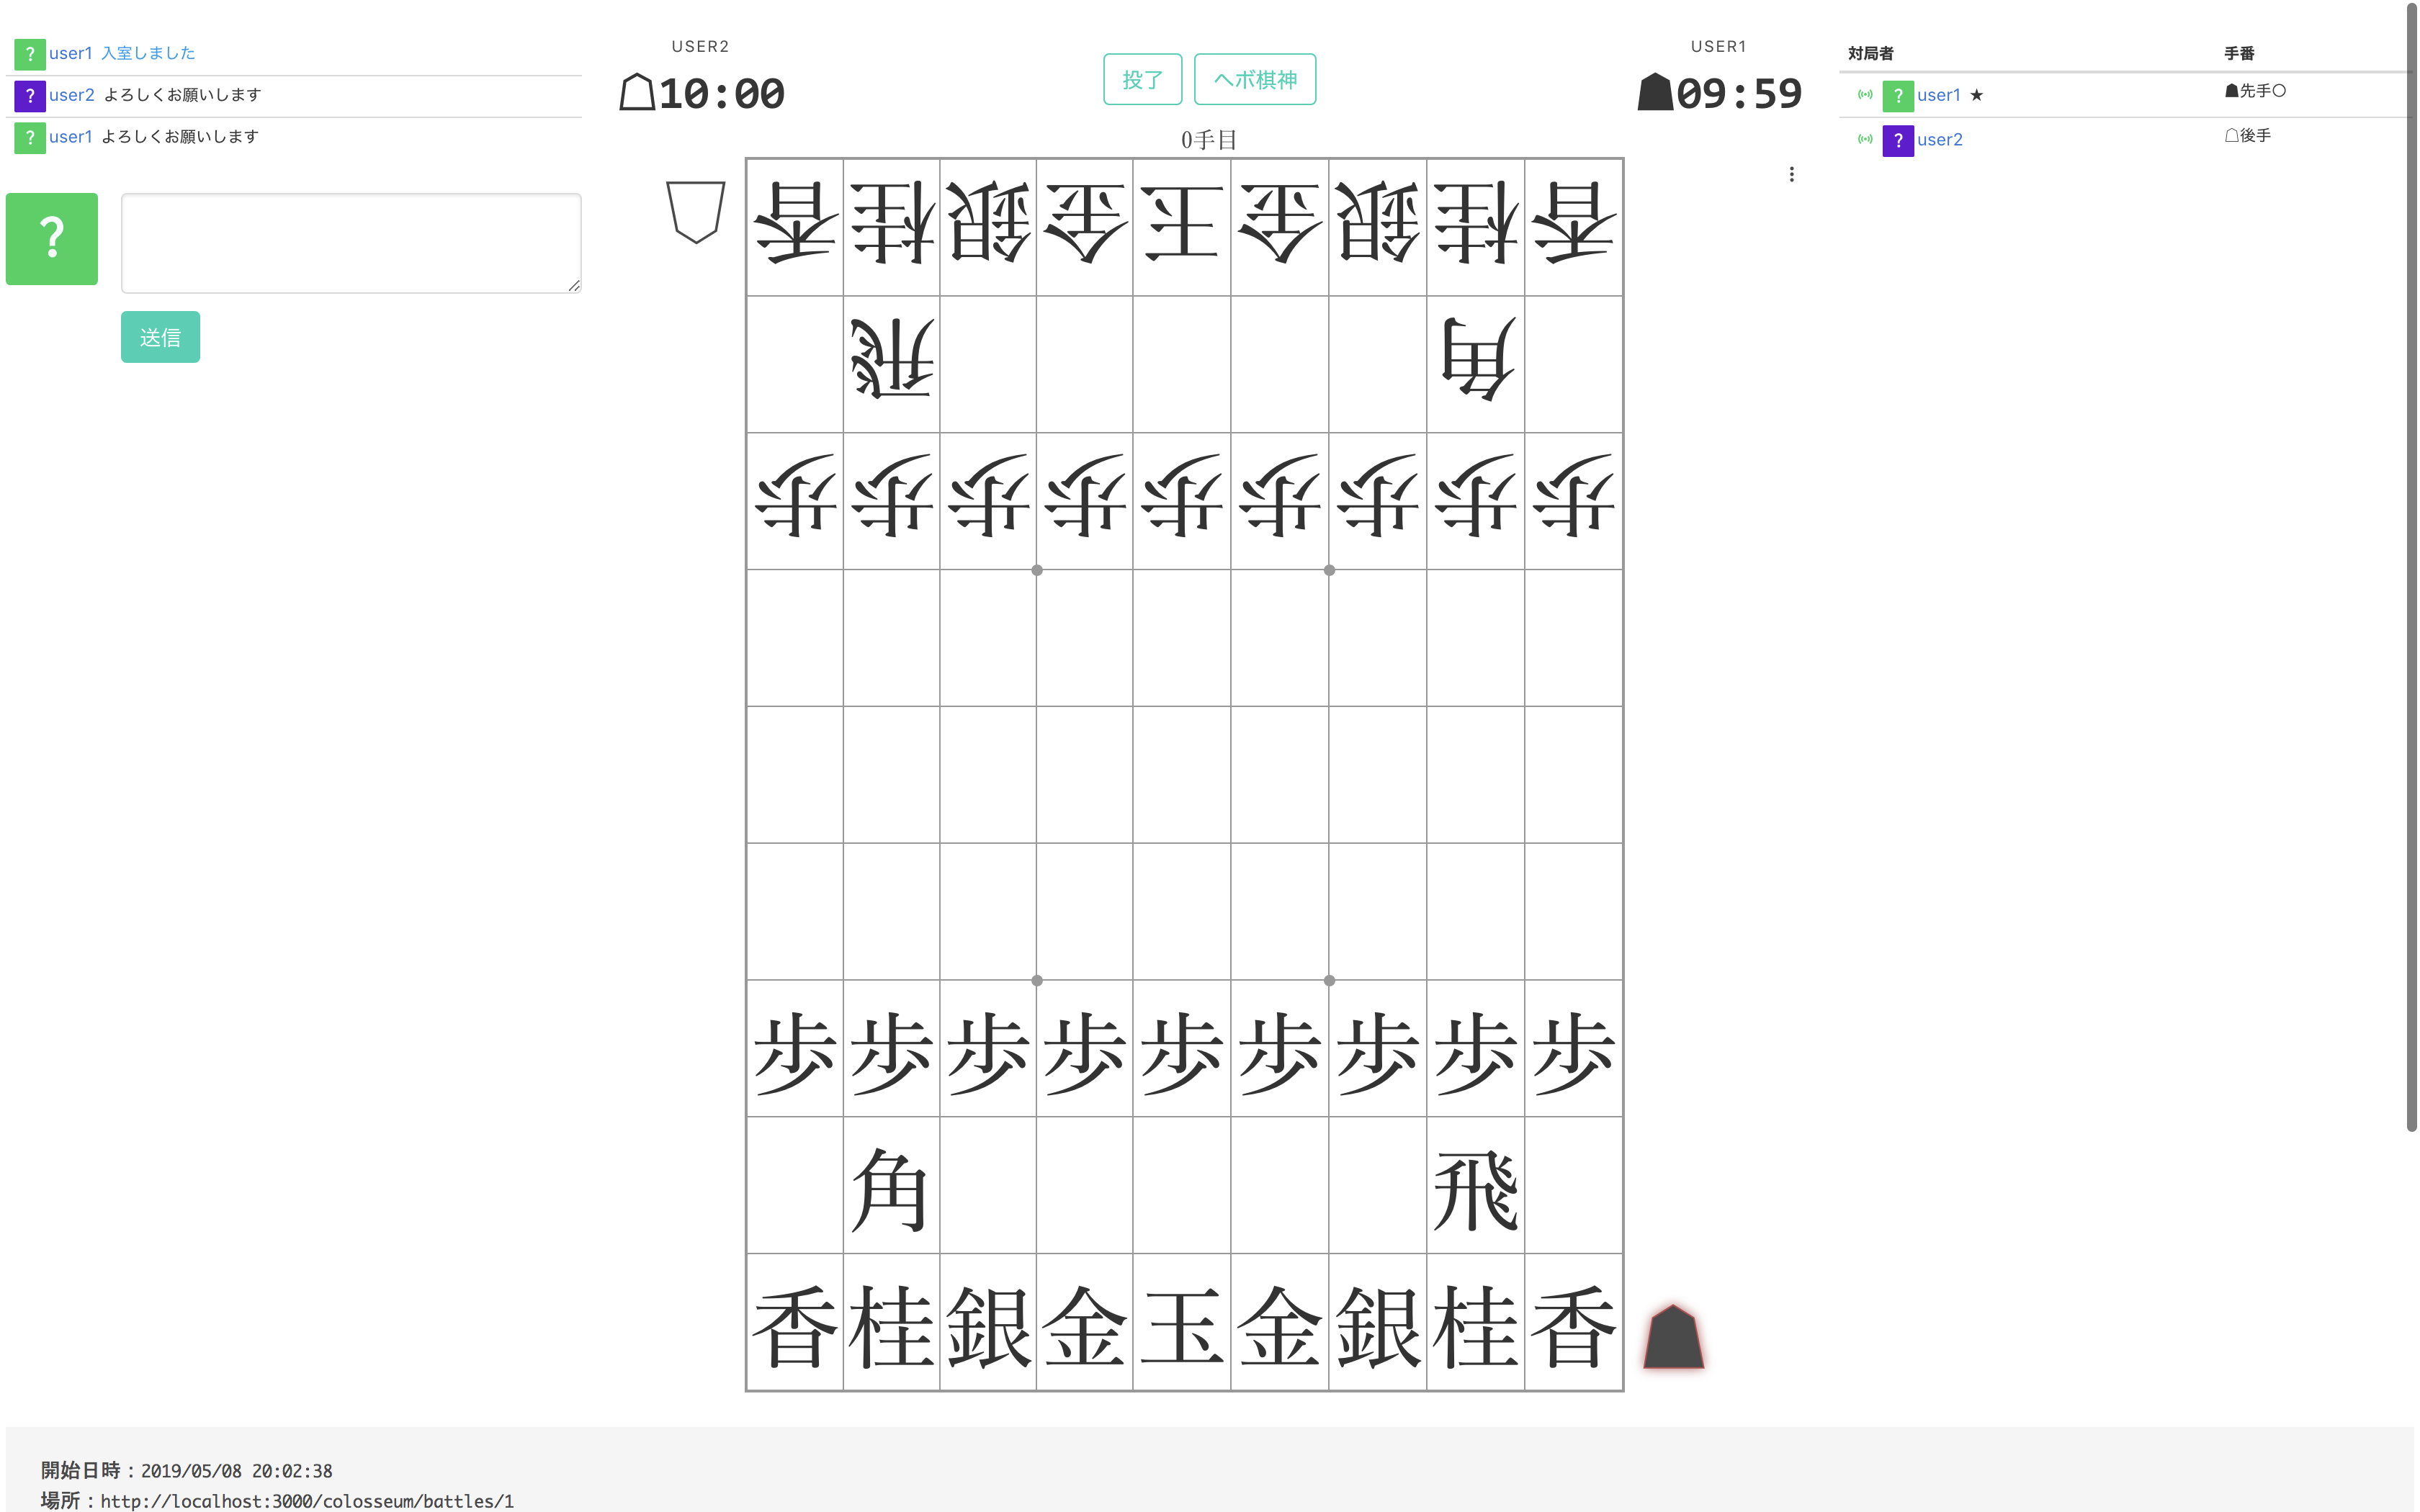 ? user1 入室しました
? user2 よろしくお願いします
? user1 よろしくお願いします
?
送信
USER2
10:00
投了
ヘボ棋神
USER1
09:59
0手目
香桂銀金玉金銀桂香
飛角
歩歩歩歩歩歩歩歩歩
歩歩歩歩歩歩歩歩歩
角飛
香桂銀金玉金銀桂香
対局者 手番
? user1 ★ ☗先手○
? user2 ☖後手
開始日時：2019/05/08 20:02:38
場所：http://localhost:3000/colosseum/battles/1